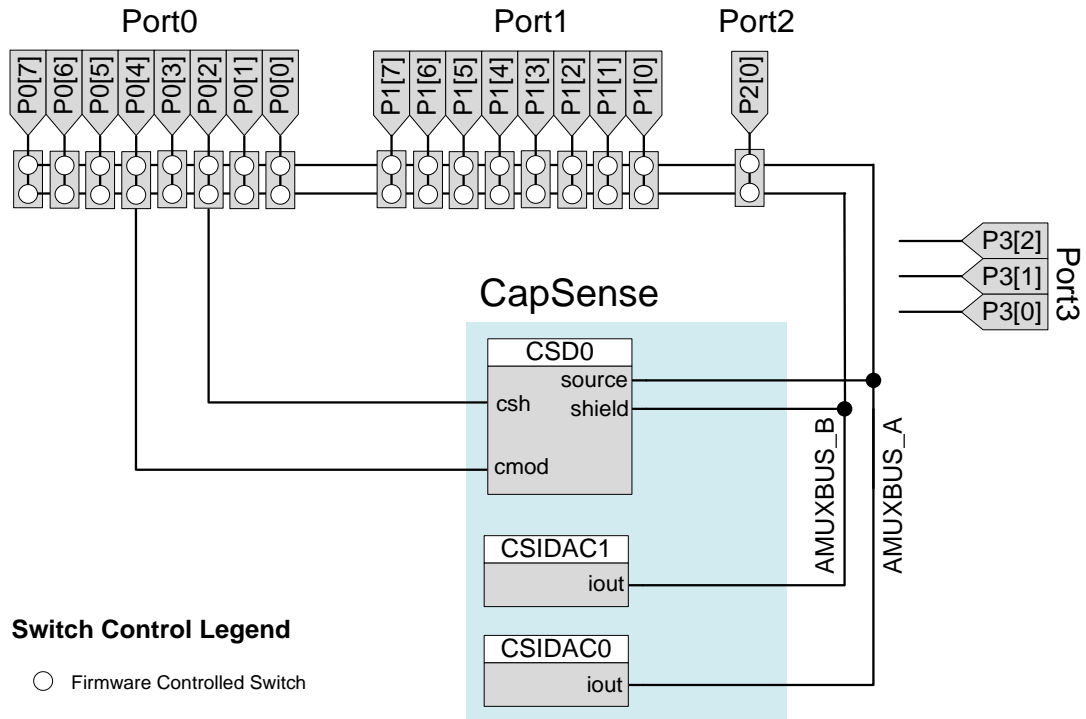 Port0
Port1
Port2
P0[7]
P0[6]
P0[5]
P0[4]
P0[3]
P0[2]
P0[1]
P0[0]
P1[7]
P1[6]
P1[5]
P1[4]
P1[3]
P1[2]
P1[1]
P1[0]
P2[0]
P3[2]
P3[1]
P3[0]
Port3
CapSense
CSD0
source
csh
shield
cmod
AMUXBUS_B
AMUXBUS_A
CSIDAC1
iout
CSIDAC0
iout
Switch Control Legend
Firmware Controlled Switch